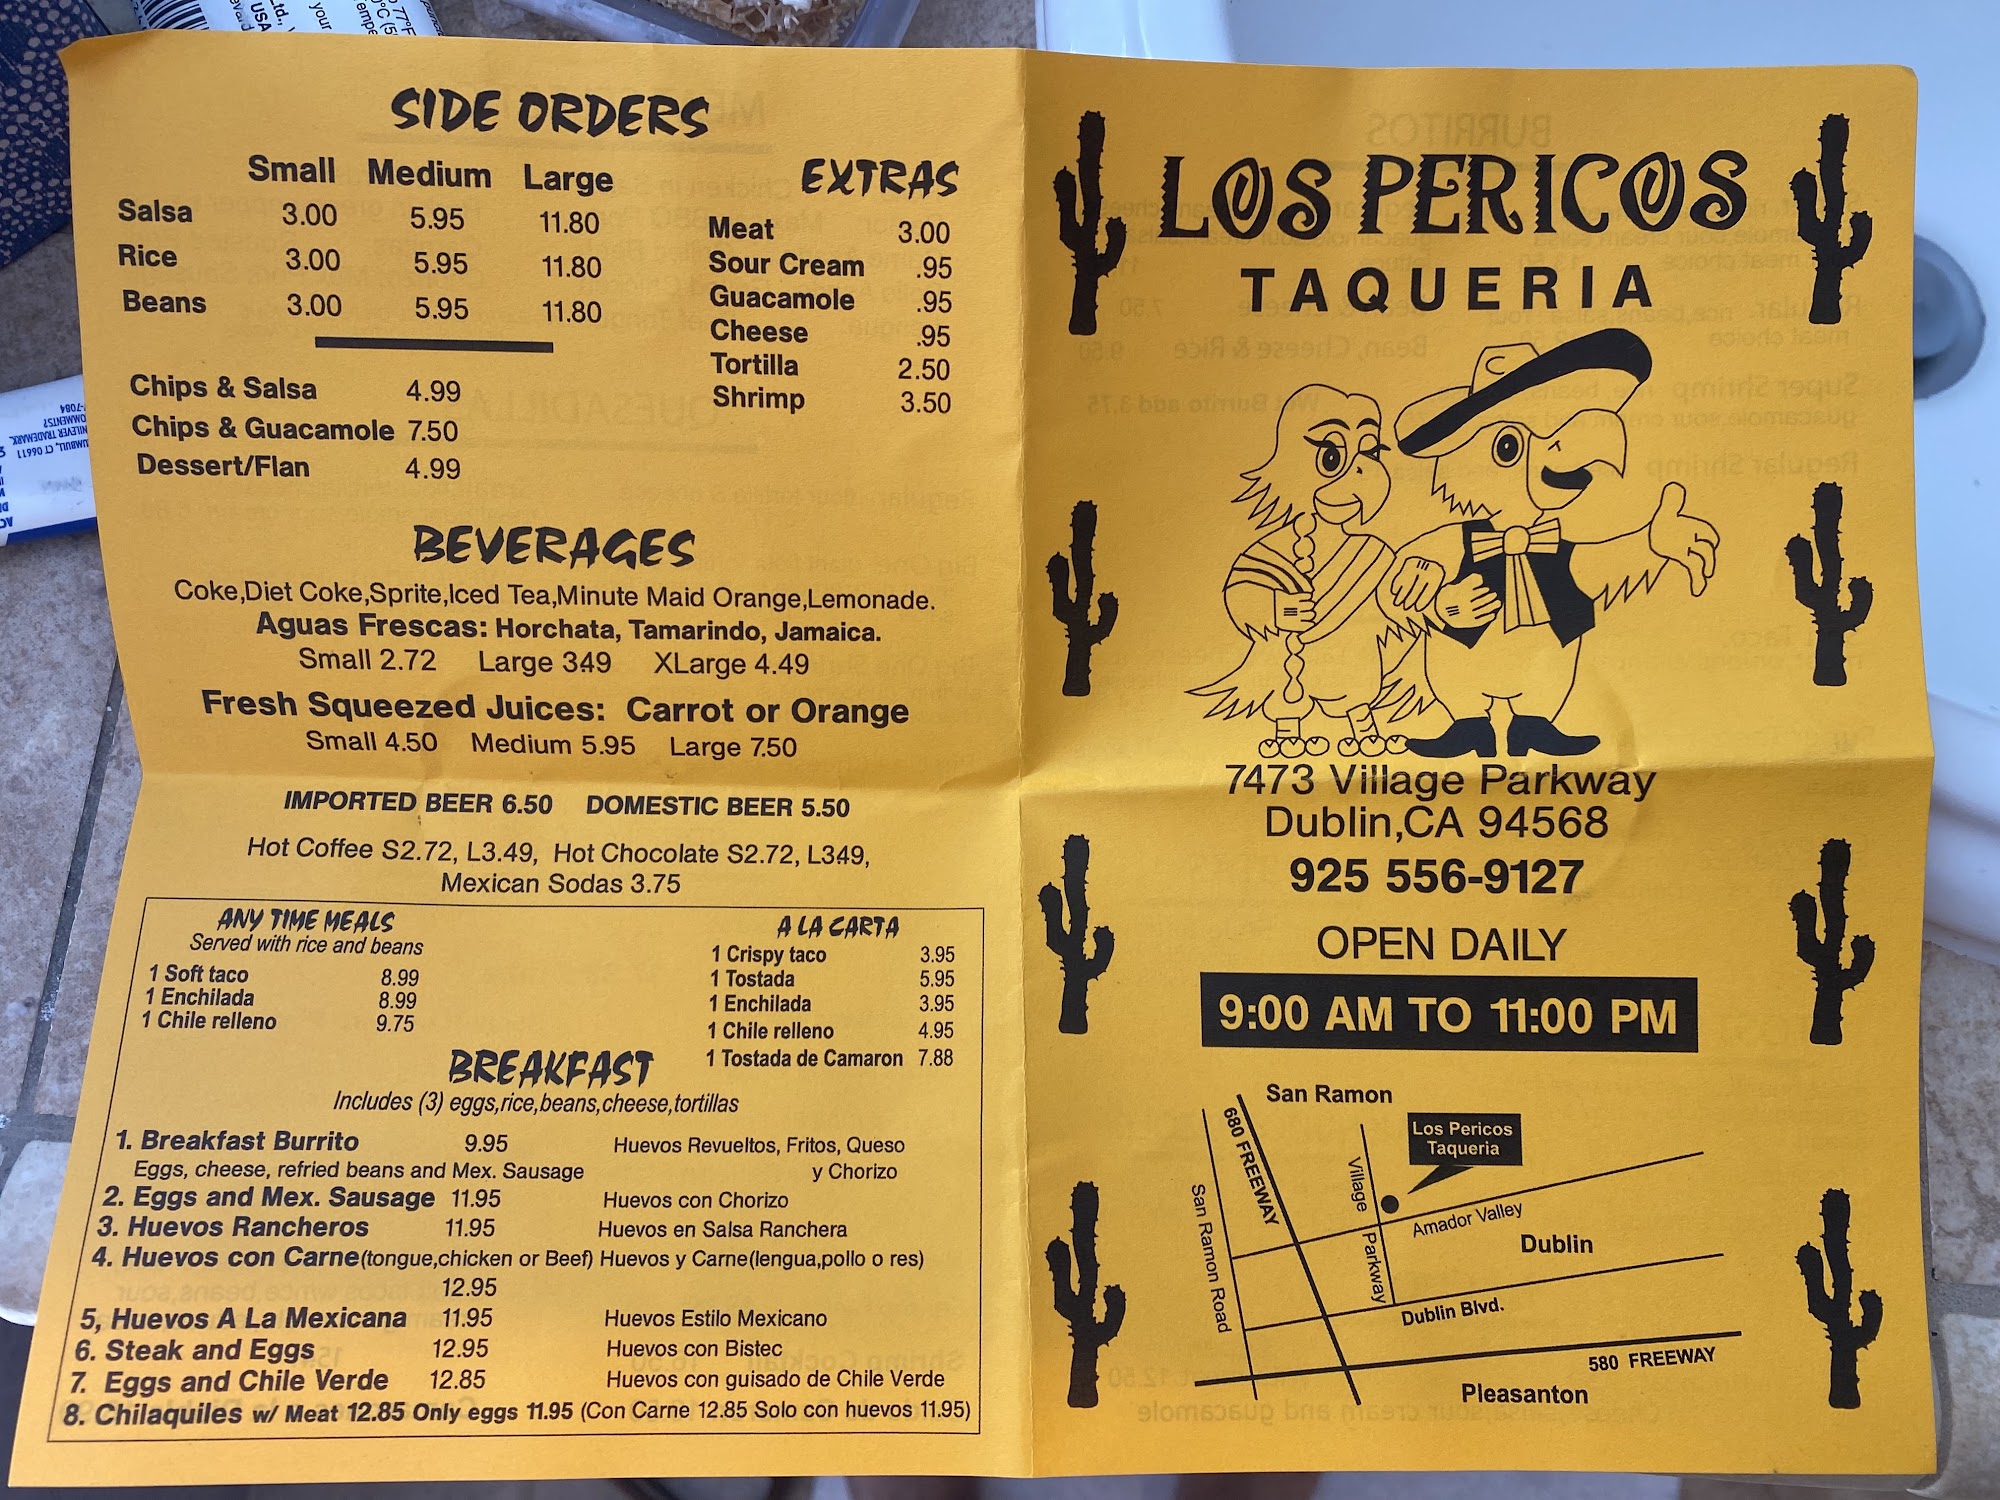 SIDE ORDERS
Small Medium Large
Salsa 3.00 5.95 11.80
Rice 3.00 5.95 11.80
Beans 3.00 5.95 11.80
Chips & Salsa 4.99
Chips & Guacamole 7.50
Dessert/Flan 4.99
EXTRAS
Meat 3.00
Sour Cream .95
Guacamole .95
Cheese .95
Tortilla 2.50
Shrimp 3.50
BEVERAGES
Coke,Diet Coke,Sprite,Iced Tea,Minute Maid Orange,Lemonade.
Aguas Frescas: Horchata, Tamarindo, Jamaica.
Small 2.72 Large 349 XLarge 4.49
Fresh Squeezed Juices: Carrot or Orange
Small 4.50 Medium 5.95 Large 7.50
IMPORTED BEER 6.50 DOMESTIC BEER 5.50
Hot Coffee S2.72, L3.49, Hot Chocolate S2.72, L349,
Mexican Sodas 3.75
ANY TIME MEALS
Served with rice and beans
1 Soft taco 8.99
1 Enchilada 8.99
1 Chile relleno 9.75
A LA CARTA
1 Crispy taco 3.95
1 Tostada 5.95
1 Enchilada 3.95
1 Chile relleno 4.95
1 Tostada de Camaron 7.88
BREAKFAST
Includes (3) eggs,rice,beans,cheese,tortillas
1. Breakfast Burrito 9.95 Huevos Revueltos, Fritos, Queso
Eggs, cheese, refried beans and Mex. Sausage y Chorizo
2. Eggs and Mex. Sausage 11.95 Huevos con Chorizo
3. Huevos Rancheros 11.95 Huevos en Salsa Ranchera
4. Huevos con Carne(tongue,chicken or Beef) Huevos y Carne(lengua,pollo o res)
12.95
5, Huevos A La Mexicana 11.95 Huevos Estilo Mexicano
6. Steak and Eggs 12.95 Huevos con Bistec
7. Eggs and Chile Verde 12.85 Huevos con guisado de Chile Verde
8. Chilaquiles w/ Meat 12.85 Only eggs 11.95 (Con Carne 12.85 Solo con huevos 11.95)
LOS PERICOS
TAQUERIA
C
7473 Village Parkway
Dublin,CA 94568
925 556-9127
OPEN DAILY
9:00 AM TO 11:00 PM
San Ramon
680 FREEWAY
Los Pericos
Taqueria
Village
Parkway
San Ramon Road
Amador Valley
Dublin
Dublin Blvd.
580 FREEWAY
Pleasanton